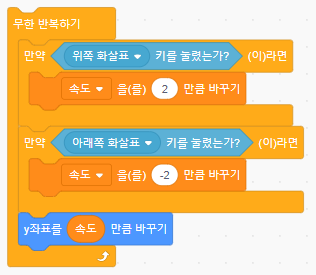 무한 반복하기
만약 위쪽 화살표 키를 눌렀는가? (이)라면
속도 을(를) 2 만큼 바꾸기
만약 아래쪽 화살표 키를 눌렀는가? (이)라면
속도 을(를) -2 만큼 바꾸기
y좌표를 속도 만큼 바꾸기